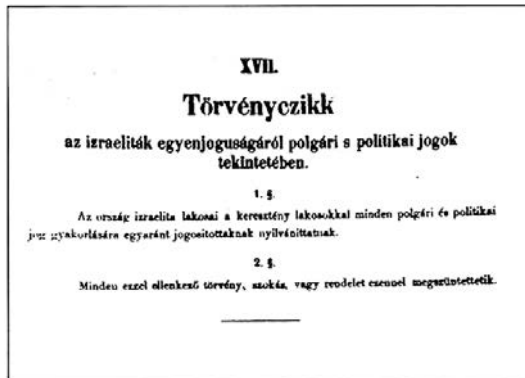 XVII.
Törvényczikk
az izraeliták egyenjoguságáról polgári s politikai jogok
tekintetében.
1. §.
Az ország izraelita lakosai a keresztény lakosokkal minden polgári és politikai
jog gyakorlására egyaránt jogositottaknak nyilvánittatnak.
2. §.
Minden ezzel ellenkező törvény, szokás, vagy rendelet ezennel megszüntettetik.